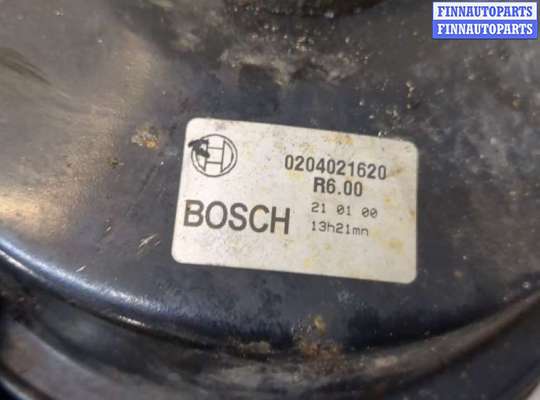 FINNAUTOPARTS
FINNAUTOPARTS
0204021620
R6.00
BOSCH
21 01 00
13h21mn